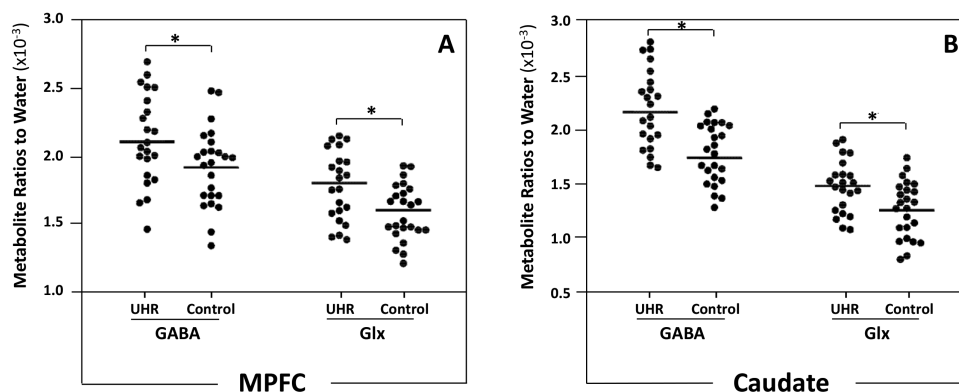 Metabolite Ratios to Water (x10⁻³)
3.0
2.5
2.0
1.5
1.0
A
*
*
UHR Control
GABA
UHR Control
Glx
MPFC
Metabolite Ratios to Water (x10⁻³)
3.0
2.5
2.0
1.5
1.0
0.5
B
*
*
UHR Control
GABA
UHR Control
Glx
Caudate